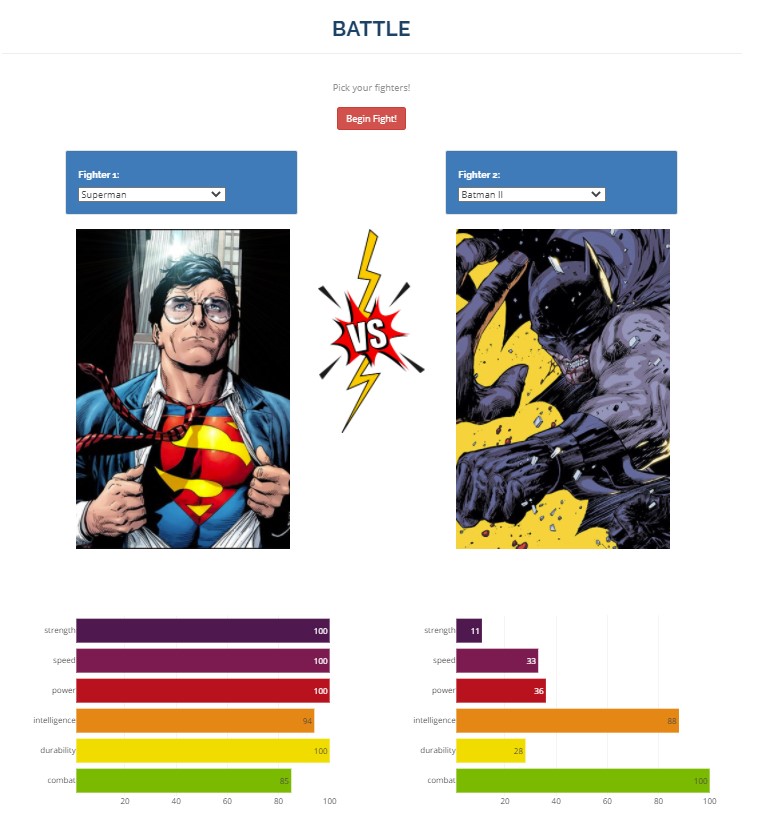 BATTLE
Pick your fighters!
Begin Fight!
Fighter 1:
Superman
Fighter 2:
Batman II
VS
S
strength 100
speed 100
power 100
intelligence 94
durability 100
combat 85
20 40 60 80 100
strength 11
speed 33
power 36
intelligence 88
durability 28
combat 100
20 40 60 80 100